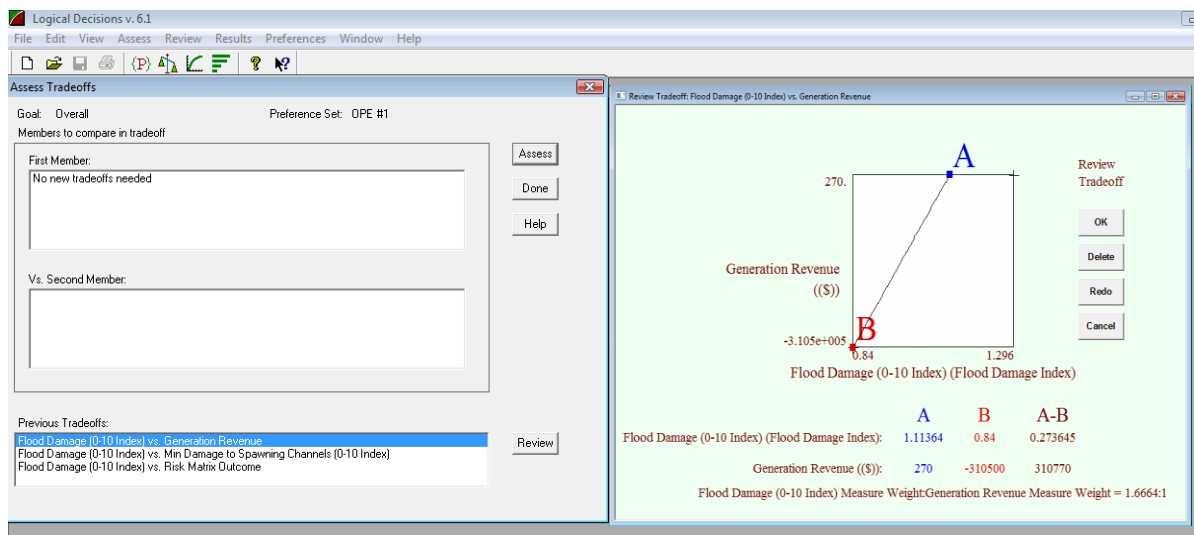 Logical Decisions v. 6.1
File Edit View Assess Review Results Preferences Window Help
{P}
Assess Tradeoffs
Goal: Overall Preference Set: OPE #1
Members to compare in tradeoff
First Member:
No new tradeoffs needed
Assess
Done
Help
Vs. Second Member:
Previous Tradeoffs:
Flood Damage (0-10 Index) vs. Generation Revenue
Flood Damage (0-10 Index) vs. Min Damage to Spawning Channels (0-10 Index)
Flood Damage (0-10 Index) vs. Risk Matrix Outcome
Review
Review Tradeoff: Flood Damage (0-10 Index) vs. Generation Revenue
A
270.
Generation Revenue
(($))
B
-3.105e+005
0.84 1.296
Flood Damage (0-10 Index) (Flood Damage Index)
Review
Tradeoff
OK
Delete
Redo
Cancel
A B A-B
Flood Damage (0-10 Index) (Flood Damage Index): 1.11364 0.84 0.273645
Generation Revenue (($)): 270 -310500 310770
Flood Damage (0-10 Index) Measure Weight:Generation Revenue Measure Weight = 1.6664:1